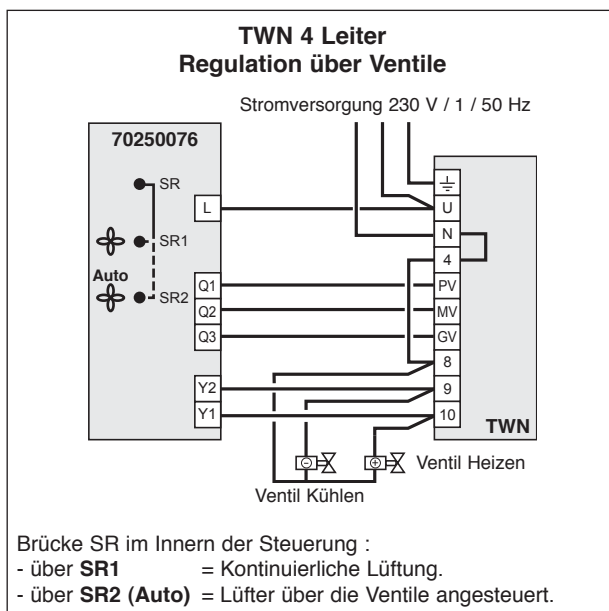 TWN 4 Leiter
Regulation über Ventile
Stromversorgung 230 V / 1 / 50 Hz
70250076
SR
L
U
SR1
N
4
Auto
SR2
Q1
PV
Q2
MV
Q3
GV
8
Y2
9
Y1
10
TWN
Ventil Heizen
Ventil Kühlen
Brücke SR im Innern der Steuerung :
- über SR1 = Kontinuierliche Lüftung.
- über SR2 (Auto) = Lüfter über die Ventile angesteuert.